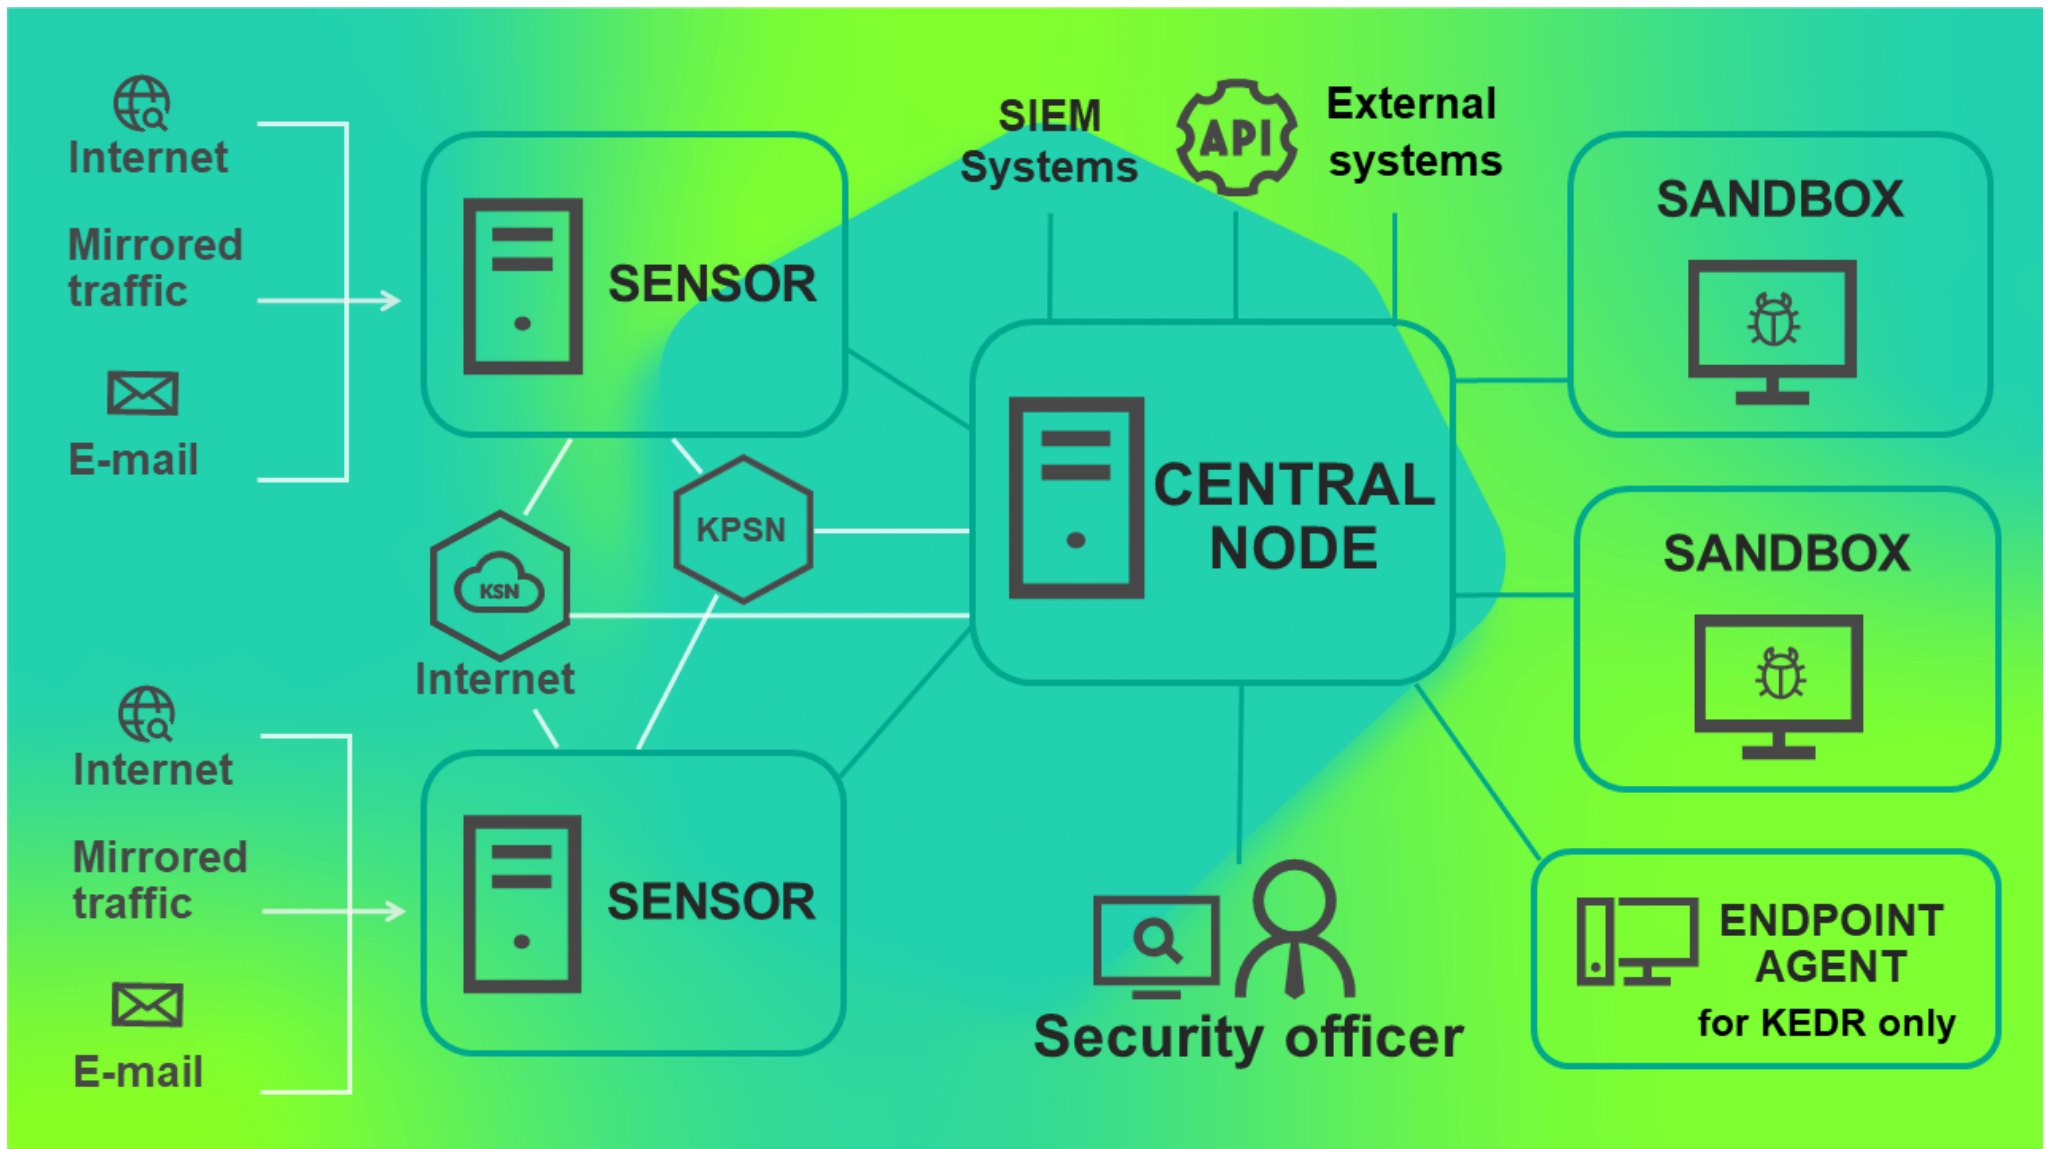 Internet
Mirrored
traffic
E-mail
SENSOR
SIEM
Systems
API
External
systems
SANDBOX
KPSN
KSN
Internet
CENTRAL
NODE
SANDBOX
Internet
Mirrored
traffic
E-mail
SENSOR
Security officer
ENDPOINT
AGENT
for KEDR only